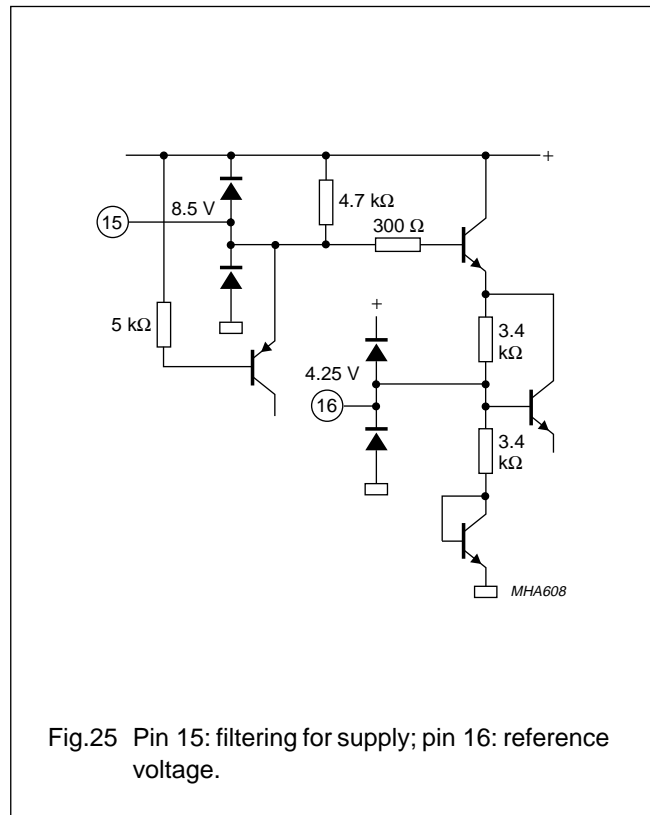 +
8.5 V
15
4.7 kΩ
300 Ω
5 kΩ
+
3.4
kΩ
4.25 V
16
3.4
kΩ
MHA608
Fig.25 Pin 15: filtering for supply; pin 16: reference
voltage.